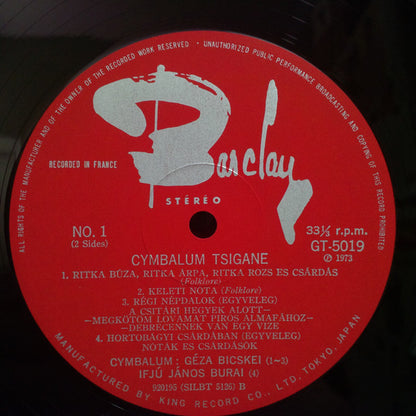 ALL RIGHTS OF THE MANUFACTURER AND OF THE OWNER OF THE RECORDED WORK RESERVED • UNAUTHORIZED PUBLIC PERFORMANCE BROADCASTING AND COPYING OF THIS RECORD PROHIBITED
Barclay
RECORDED IN FRANCE
STÉRÉO
NO. 1
(2 Sides)
33⅓ r.p.m.
GT-5019
Ⓟ 1973
CYMBALUM TSIGANE
1. RITKA BÚZA, RITKA ÁRPA, RITKA ROZS ES CSÁRDÁS
(Folklore)
2. KELETI NOTA (Folklore)
3. RÉGI NÉPDALOK (EGYVELEG)
A CSITÁRI HEGYEK ALOTT—
—MEGKÖTÖM LOVAMAT PIROS ALMAFÁHOZ—
—DEBRECENNEK VAN EGY VIZE
4. HORTOBÁGYI CSÁRDÁBAN (EGYVELEG)
NÓTÁK ES CSÁRDÁSOK
CYMBALUM : GÉZA BICSKEI (1~3)
IFJÚ JÁNOS BURAI (4)
920195 (SILBT 5126) B
MANUFACTURED BY KING RECORD CO., LTD. TOKYO, JAPAN